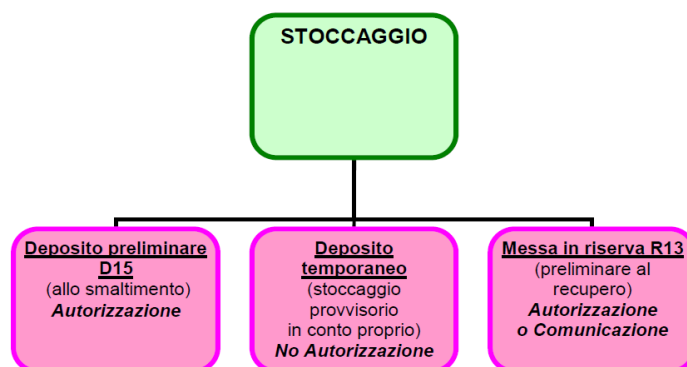 STOCCAGGIO
Deposito preliminare
D15
(allo smaltimento)
Autorizzazione
Deposito
temporaneo
(stoccaggio
provvisorio
in conto proprio)
No Autorizzazione
Messa in riserva R13
(preliminare al
recupero)
Autorizzazione
o Comunicazione